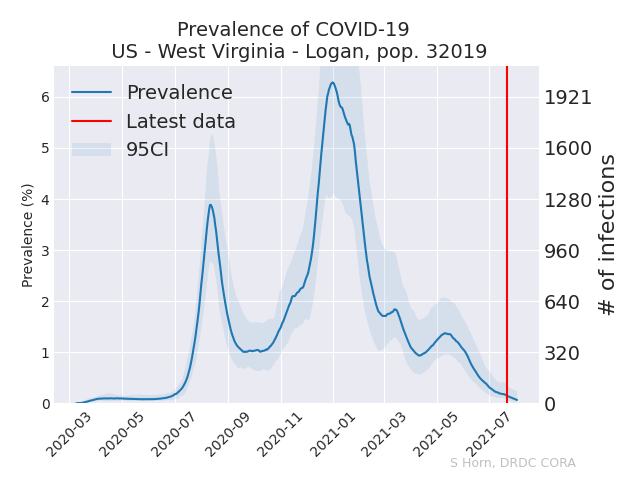 Prevalence of COVID-19
US - West Virginia - Logan, pop. 32019
Prevalence
Latest data
95CI
Prevalence (%)
6
5
4
3
2
1
0
1921
1600
1280
960
640
320
0
# of infections
2020-03
2020-05
2020-07
2020-09
2020-11
2021-01
2021-03
2021-05
2021-07
S Horn, DRDC CORA